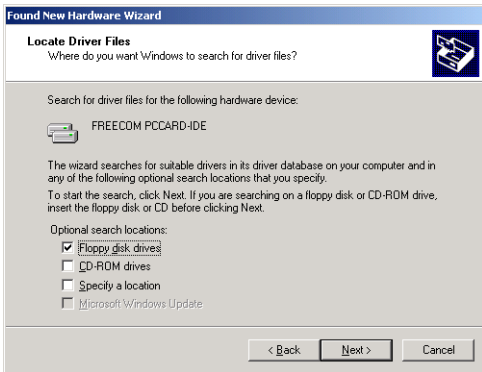 Found New Hardware Wizard
Locate Driver Files
Where do you want Windows to search for driver files?
Search for driver files for the following hardware device:
FREECOM PCCARD-IDE
The wizard searches for suitable drivers in its driver database on your computer and in
any of the following optional search locations that you specify.
To start the search, click Next. If you are searching on a floppy disk or CD-ROM drive,
insert the floppy disk or CD before clicking Next.
Optional search locations:
Floppy disk drives
CD-ROM drives
Specify a location
Microsoft Windows Update
< Back Next > Cancel